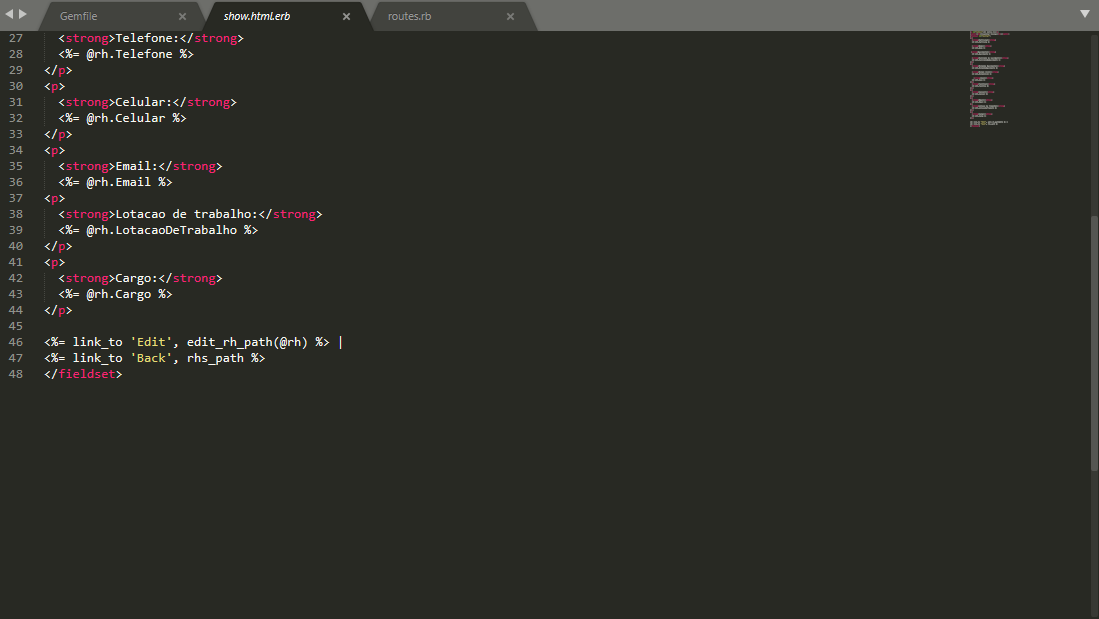 Gemfile × show.html.erb × routes.rb ×
27 <strong>Telefone:</strong>
28 <%= @rh.Telefone %>
29 </p>
30 <p>
31 <strong>Celular:</strong>
32 <%= @rh.Celular %>
33 </p>
34 <p>
35 <strong>Email:</strong>
36 <%= @rh.Email %>
37 <p>
38 <strong>Lotacao de trabalho:</strong>
39 <%= @rh.LotacaoDeTrabalho %>
40 </p>
41 <p>
42 <strong>Cargo:</strong>
43 <%= @rh.Cargo %>
44 </p>
45
46 <%= link_to 'Edit', edit_rh_path(@rh) %> |
47 <%= link_to 'Back', rhs_path %>
48 </fieldset>